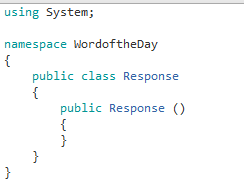 using System;
namespace WordoftheDay
{
    public class Response
    {
        public Response ()
        {
        }
    }
}